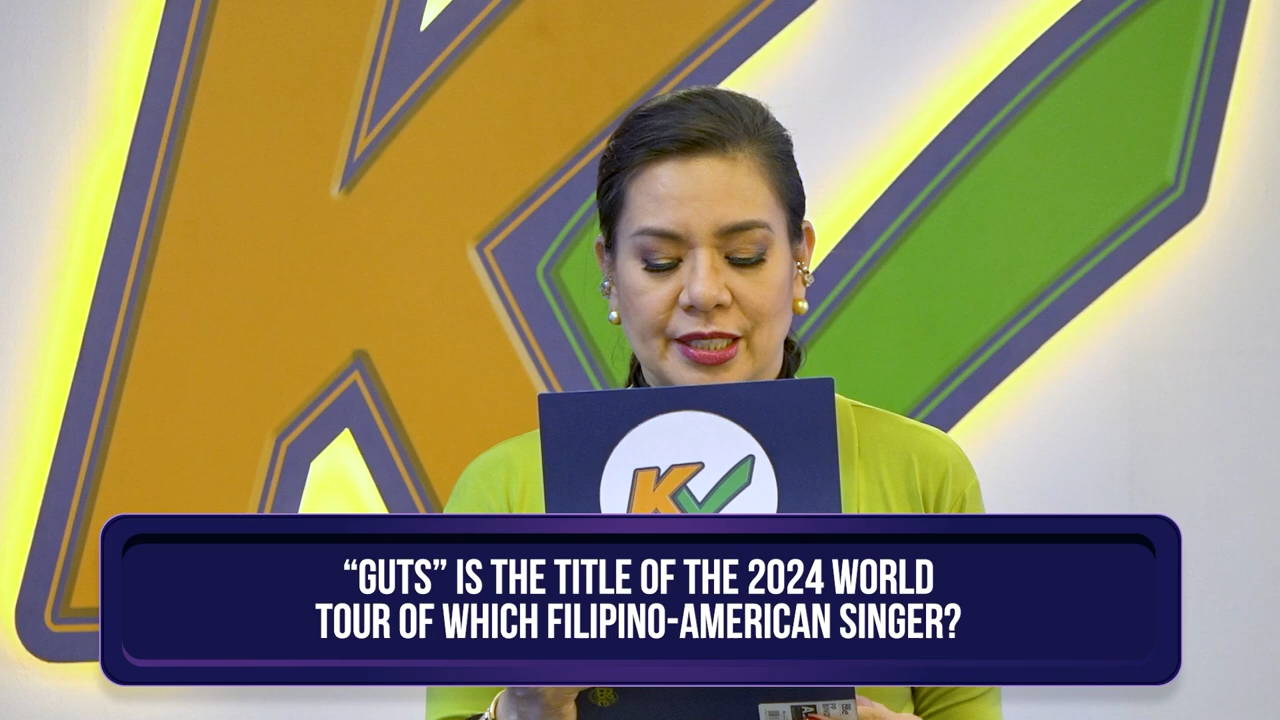 K
K
“GUTS” IS THE TITLE OF THE 2024 WORLD
TOUR OF WHICH FILIPINO-AMERICAN SINGER?